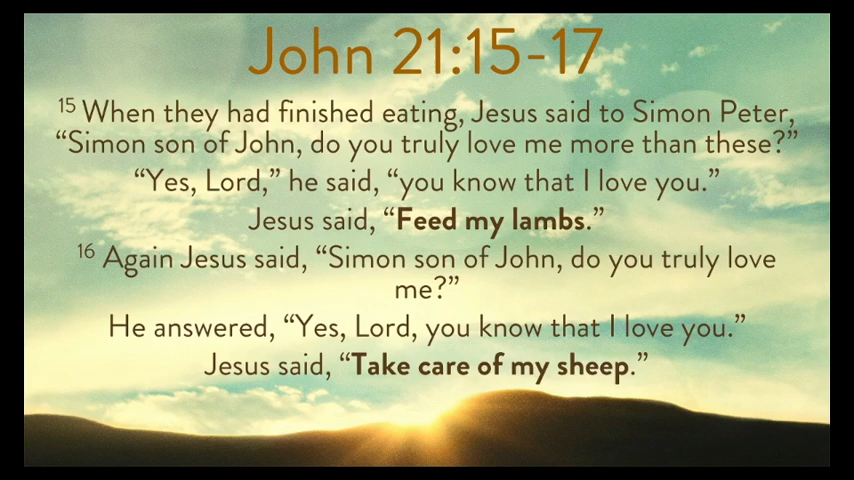 John 21:15-17
15 When they had finished eating, Jesus said to Simon Peter,
“Simon son of John, do you truly love me more than these?”
“Yes, Lord,” he said, “you know that I love you.”
Jesus said, “Feed my lambs.”
16 Again Jesus said, “Simon son of John, do you truly love
me?”
He answered, “Yes, Lord, you know that I love you.”
Jesus said, “Take care of my sheep.”